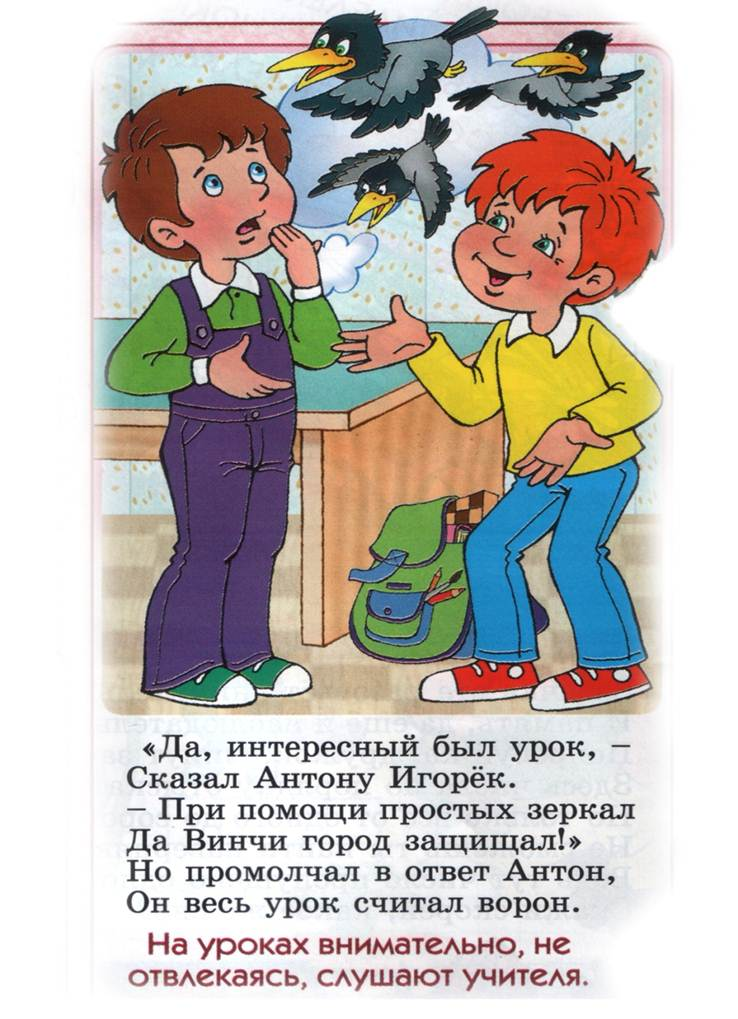 «Да, интересный был урок, –
Сказал Антону Игорёк.
– При помощи простых зеркал
Да Винчи город защищал!»
Но промолчал в ответ Антон,
Он весь урок считал ворон.
На уроках внимательно, не
отвлекаясь, слушают учителя.